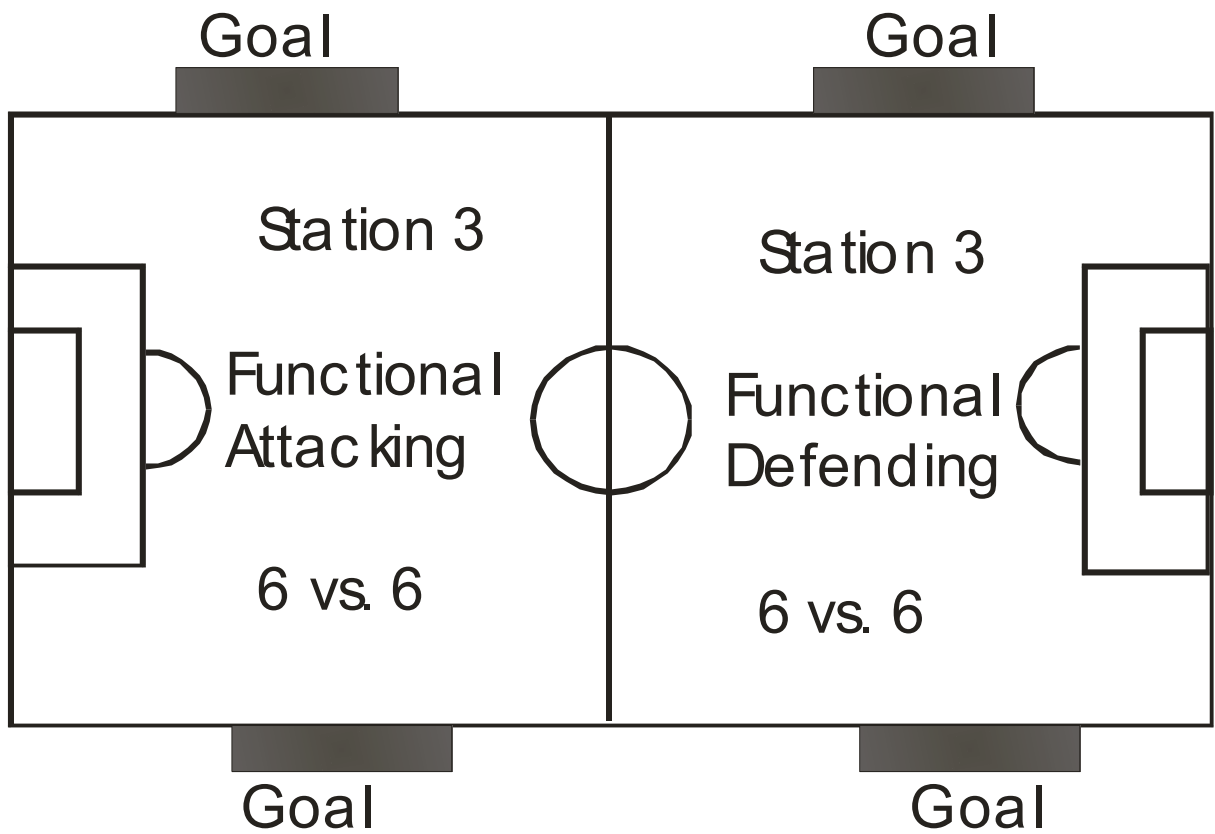 Goal
Goal
Station 3
Functional
Attacking
6 vs. 6
Station 3
Functional
Defending
6 vs. 6
Goal
Goal